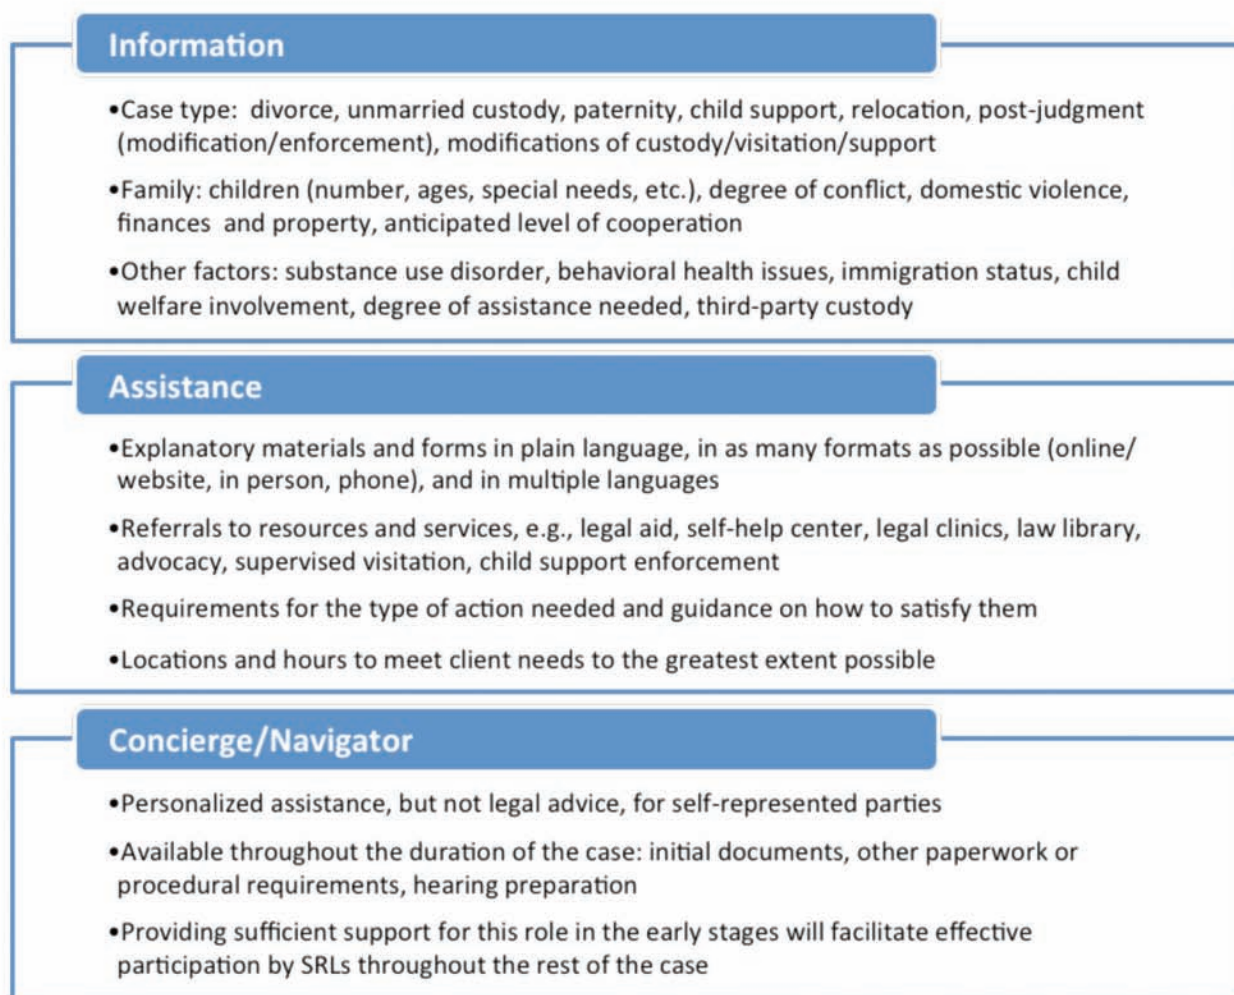 Information
•Case type:  divorce, unmarried custody, paternity, child support, relocation, post-judgment
(modification/enforcement), modifications of custody/visitation/support
•Family: children (number, ages, special needs, etc.), degree of conflict, domestic violence,
finances  and property, anticipated level of cooperation
•Other factors: substance use disorder, behavioral health issues, immigration status, child
welfare involvement, degree of assistance needed, third-party custody
Assistance
•Explanatory materials and forms in plain language, in as many formats as possible (online/
website, in person, phone), and in multiple languages
•Referrals to resources and services, e.g., legal aid, self-help center, legal clinics, law library,
advocacy, supervised visitation, child support enforcement
•Requirements for the type of action needed and guidance on how to satisfy them
•Locations and hours to meet client needs to the greatest extent possible
Concierge/Navigator
•Personalized assistance, but not legal advice, for self-represented parties
•Available throughout the duration of the case: initial documents, other paperwork or
procedural requirements, hearing preparation
•Providing sufficient support for this role in the early stages will facilitate effective
participation by SRLs throughout the rest of the case